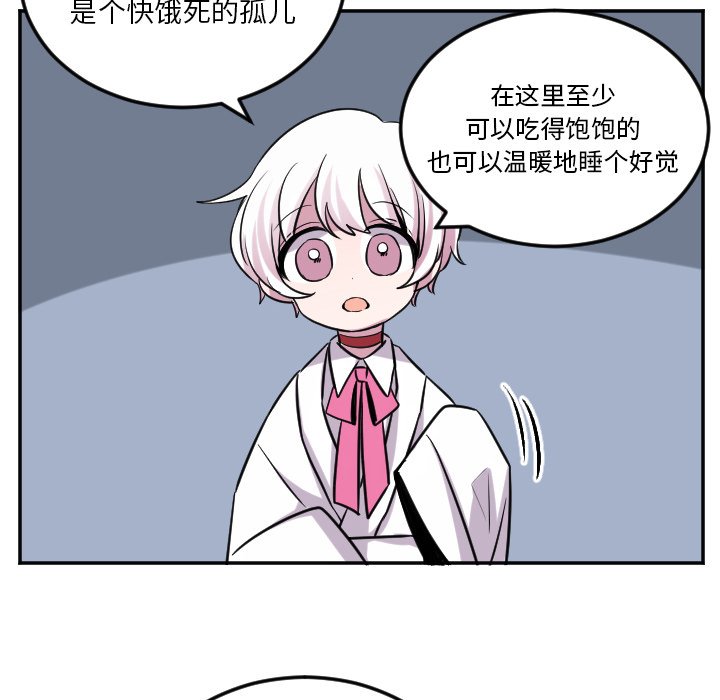 是个快饿死的孤儿
在这里至少
可以吃得饱饱的
也可以温暖地睡个好觉